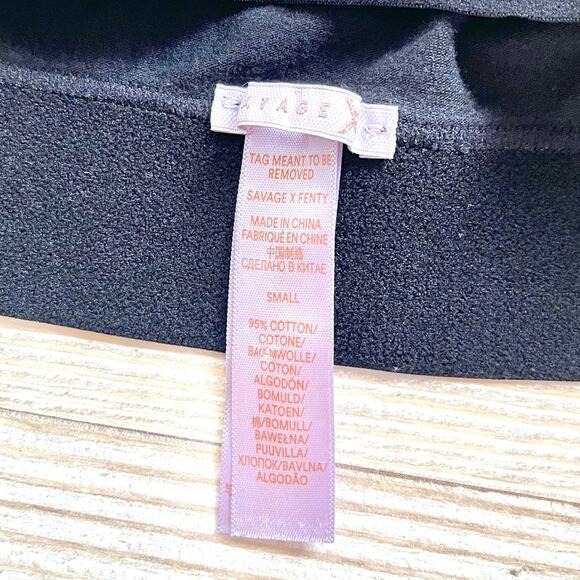 AVAGE X
TAG MEANT TO BE
REMOVED
SAVAGE X FENTY
MADE IN CHINA
FABRIQUÉ EN CHINE
中国制造
СДЕЛАНО В КИТАЕ
SMALL
95% COTTON/
COTONE/
BAUMWOLLE/
COTON/
ALGODÓN/
BOMULD/
KATOEN/
棉/BOMULL/
BAWEŁNA/
PUUVILLA/
ХЛОПОК/BAVLNA/
ALGODÃO